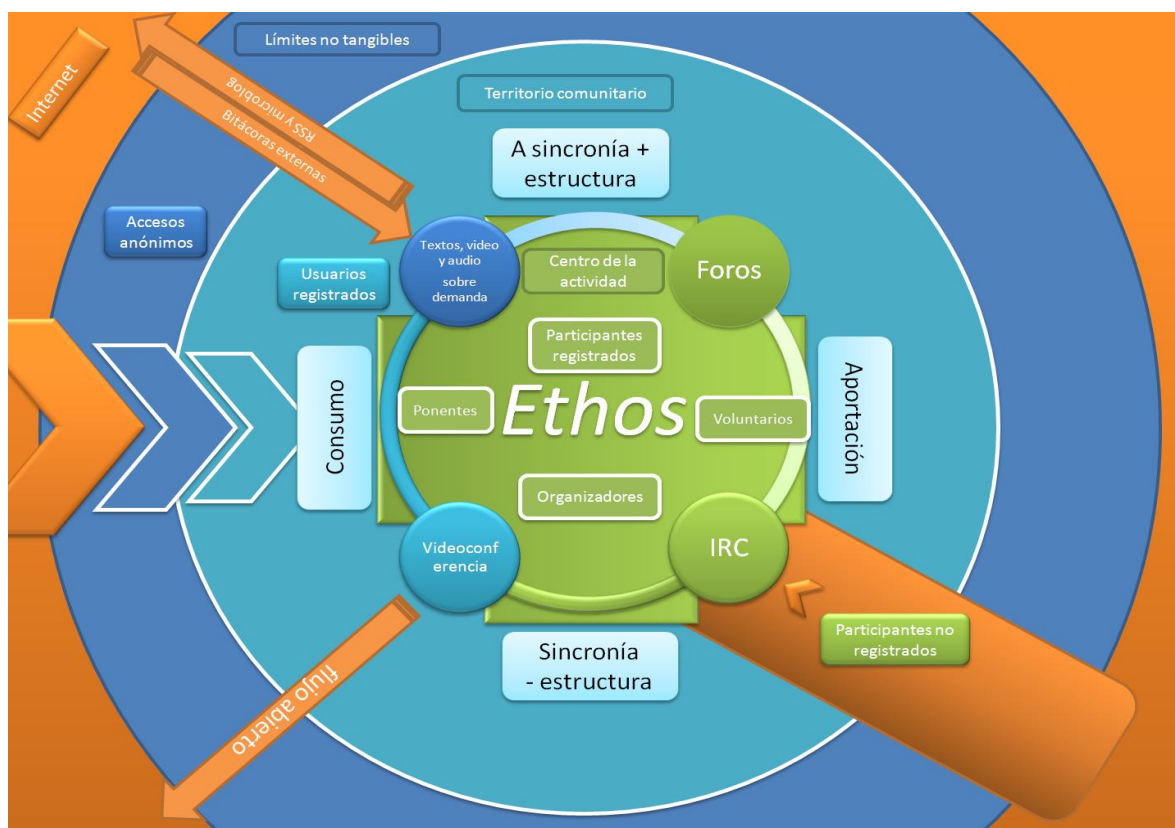 Límites no tangibles
Internet
RSS y microblog
Bitácoras externas
Territorio comunitario
A sincronía +
estructura
Accesos
anónimos
Usuarios
registrados
Textos, video
y audio
sobre
demanda
Centro de la
actividad
Foros
Participantes
registrados
Consumo
Ponentes
Ethos
Voluntarios
Aportación
Organizadores
Videoconf
erencia
IRC
Participantes no
registrados
Sincronía
- estructura
flujo abierto